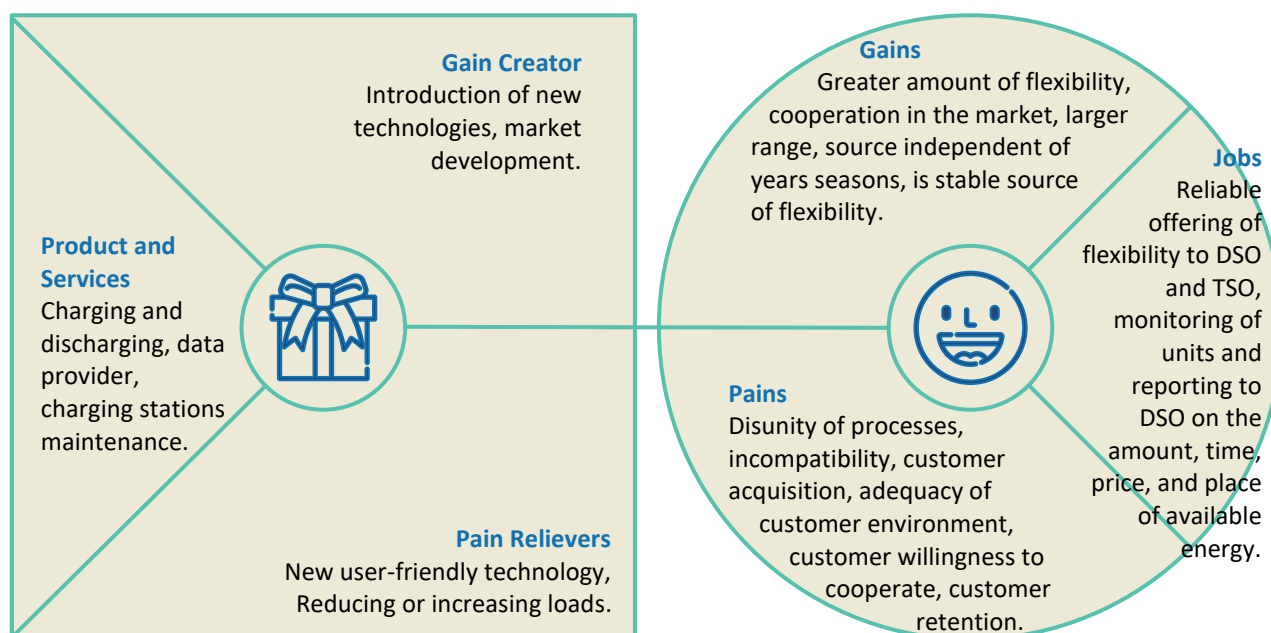 Gain Creator
Introduction of new
technologies, market
development.
Product and
Services
Charging and
discharging, data
provider,
charging stations
maintenance.
Pain Relievers
New user-friendly technology,
Reducing or increasing loads.
Gains
Greater amount of flexibility,
cooperation in the market, larger
range, source independent of
years seasons, is stable source
of flexibility.
Jobs
Reliable
offering of
flexibility to DSO
and TSO,
monitoring of
units and
reporting to
DSO on the
amount, time,
price, and place
of available
energy.
Pains
Disunity of processes,
incompatibility, customer
acquisition, adequacy of
customer environment,
customer willingness to
cooperate, customer
retention.